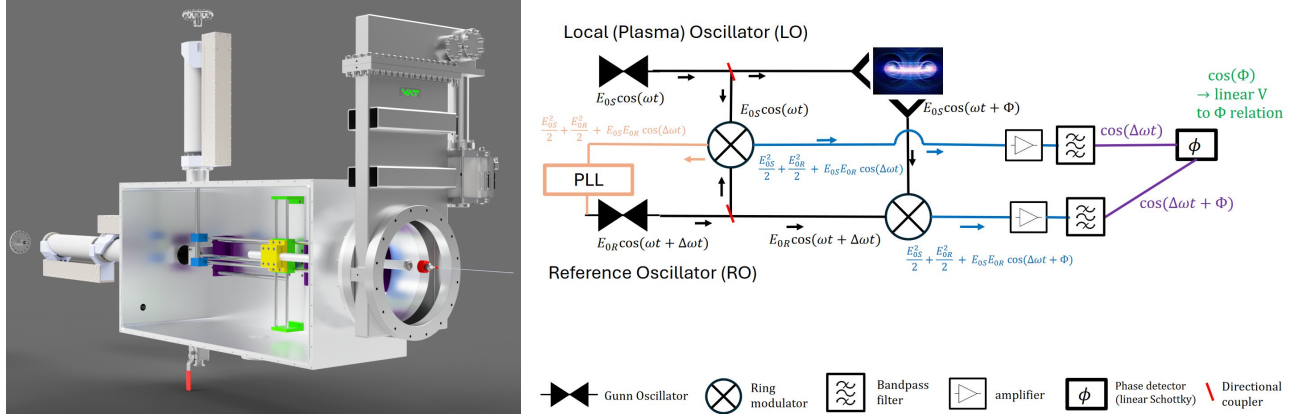 VAT
Local (Plasma) Oscillator (LO)
E₀S cos(ωt)
E₀S cos(ωt)
E₀S cos(ωt + Φ)
cos(Φ)
→ linear V
to Φ relation
E₀S²/2 + E₀R²/2 + E₀S E₀R cos(Δωt)
E₀S²/2 + E₀R²/2 + E₀S E₀R cos(Δωt)
cos(Δωt)
ϕ
PLL
cos(Δωt + Φ)
E₀R cos(ωt + Δωt)
E₀R cos(ωt + Δωt)
E₀S²/2 + E₀R²/2 + E₀S E₀R cos(Δωt + Φ)
Reference Oscillator (RO)
Gunn Oscillator
Ring
modulator
Bandpass
filter
amplifier
ϕ
Phase detector
(linear Schottky)
Directional
coupler